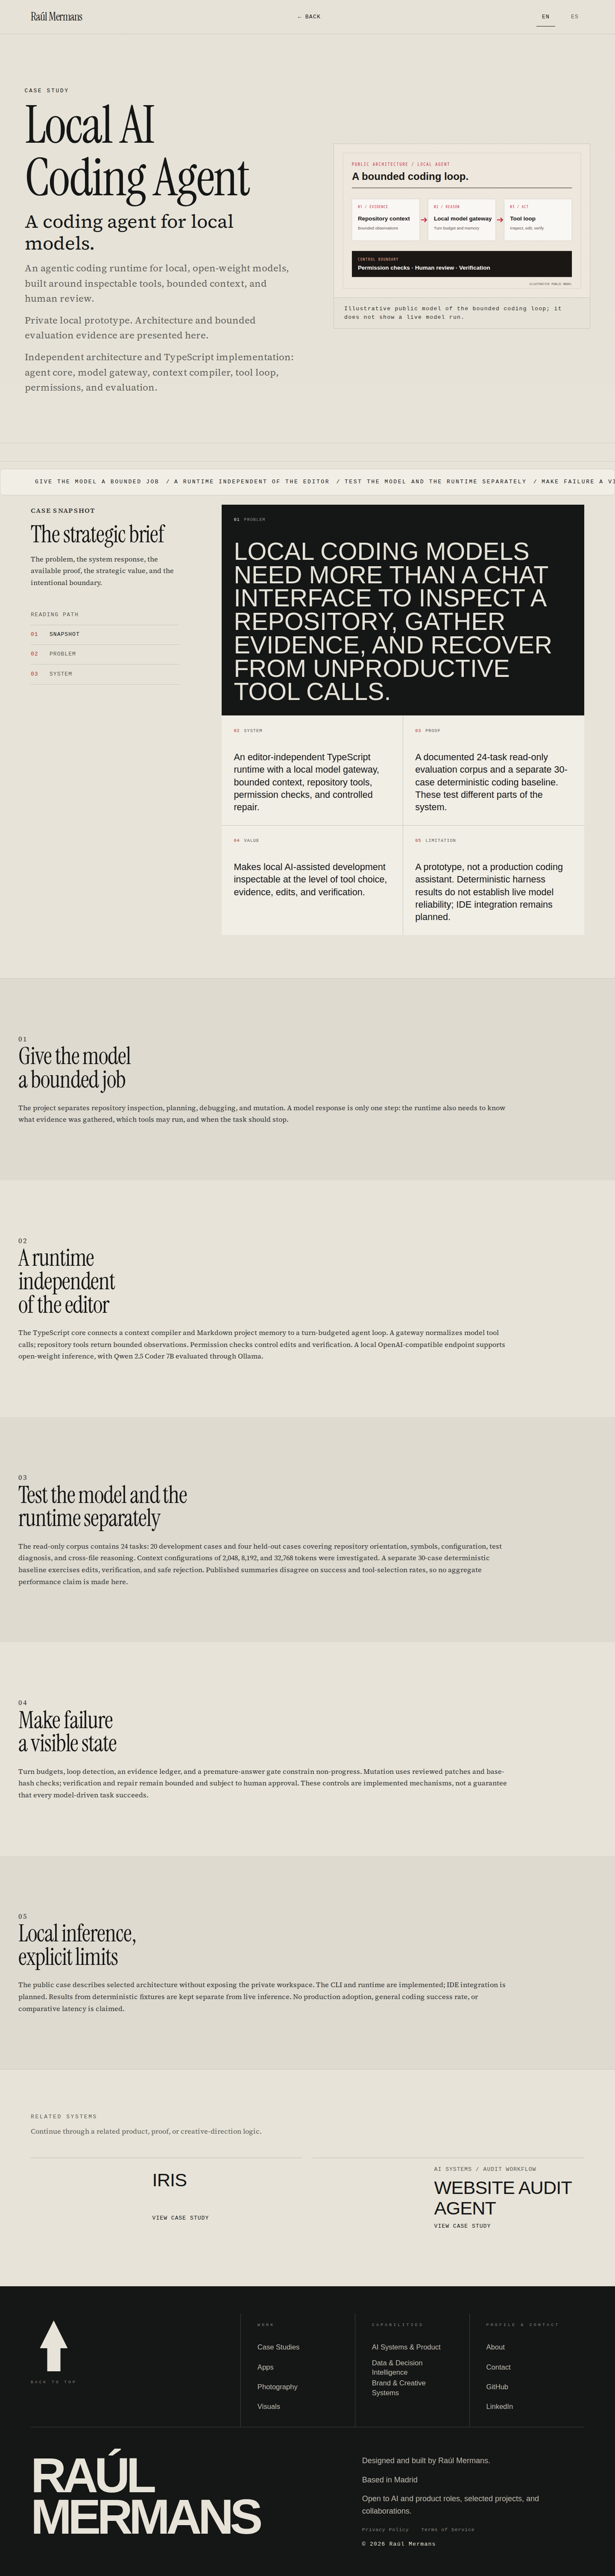 Raúl Mermans
← BACK
EN
ES
CASE STUDY
Local AI
Coding Agent
A coding agent for local
models.
An agentic coding runtime for local, open-weight models,
built around inspectable tools, bounded context, and
human review.
Private local prototype. Architecture and bounded
evaluation evidence are presented here.
Independent architecture and TypeScript implementation:
agent core, model gateway, context compiler, tool loop,
permissions, and evaluation.
PUBLIC ARCHITECTURE / LOCAL AGENT
A bounded coding loop.
01 / EVIDENCE
Repository context
Bounded observations
02 / REASON
Local model gateway
Turn budget and memory
03 / ACT
Tool loop
Inspect, edit, verify
CONTROL BOUNDARY
Permission checks · Human review · Verification
ILLUSTRATIVE PUBLIC MODEL
Illustrative public model of the bounded coding loop; it
does not show a live model run.
GIVE THE MODEL A BOUNDED JOB / A RUNTIME INDEPENDENT OF THE EDITOR / TEST THE MODEL AND THE RUNTIME SEPARATELY / MAKE FAILURE A VI
CASE SNAPSHOT
The strategic brief
The problem, the system response, the
available proof, the strategic value, and the
intentional boundary.
READING PATH
01 SNAPSHOT
02 PROBLEM
03 SYSTEM
01 PROBLEM
LOCAL CODING MODELS
NEED MORE THAN A CHAT
INTERFACE TO INSPECT A
REPOSITORY, GATHER
EVIDENCE, AND RECOVER
FROM UNPRODUCTIVE
TOOL CALLS.
02 SYSTEM
An editor-independent TypeScript
runtime with a local model gateway,
bounded context, repository tools,
permission checks, and controlled
repair.
03 PROOF
A documented 24-task read-only
evaluation corpus and a separate 30-
case deterministic coding baseline.
These test different parts of the
system.
04 VALUE
Makes local AI-assisted development
inspectable at the level of tool choice,
evidence, edits, and verification.
05 LIMITATION
A prototype, not a production coding
assistant. Deterministic harness
results do not establish live model
reliability; IDE integration remains
planned.
01
Give the model
a bounded job
The project separates repository inspection, planning, debugging, and mutation. A model response is only one step: the runtime also needs to know
what evidence was gathered, which tools may run, and when the task should stop.
02
A runtime
independent
of the editor
The TypeScript core connects a context compiler and Markdown project memory to a turn-budgeted agent loop. A gateway normalizes model tool
calls; repository tools return bounded observations. Permission checks control edits and verification. A local OpenAI-compatible endpoint supports
open-weight inference, with Qwen 2.5 Coder 7B evaluated through Ollama.
03
Test the model and the
runtime separately
The read-only corpus contains 24 tasks: 20 development cases and four held-out cases covering repository orientation, symbols, configuration, test
diagnosis, and cross-file reasoning. Context configurations of 2,048, 8,192, and 32,768 tokens were investigated. A separate 30-case deterministic
baseline exercises edits, verification, and safe rejection. Published summaries disagree on success and tool-selection rates, so no aggregate
performance claim is made here.
04
Make failure
a visible state
Turn budgets, loop detection, an evidence ledger, and a premature-answer gate constrain non-progress. Mutation uses reviewed patches and base-
hash checks; verification and repair remain bounded and subject to human approval. These controls are implemented mechanisms, not a guarantee
that every model-driven task succeeds.
05
Local inference,
explicit limits
The public case describes selected architecture without exposing the private workspace. The CLI and runtime are implemented; IDE integration is
planned. Results from deterministic fixtures are kept separate from live inference. No production adoption, general coding success rate, or
comparative latency is claimed.
RELATED SYSTEMS
Continue through a related product, proof, or creative-direction logic.
IRIS
VIEW CASE STUDY
AI SYSTEMS / AUDIT WORKFLOW
WEBSITE AUDIT
AGENT
VIEW CASE STUDY
BACK TO TOP
WORK
Case Studies
Apps
Photography
Visuals
CAPABILITIES
AI Systems & Product
Data & Decision
Intelligence
Brand & Creative
Systems
PROFILE & CONTACT
About
Contact
GitHub
LinkedIn
RAÚL
MERMANS
Designed and built by Raúl Mermans.
Based in Madrid
Open to AI and product roles, selected projects, and
collaborations.
Privacy Policy Terms of Service
© 2026 Raúl Mermans